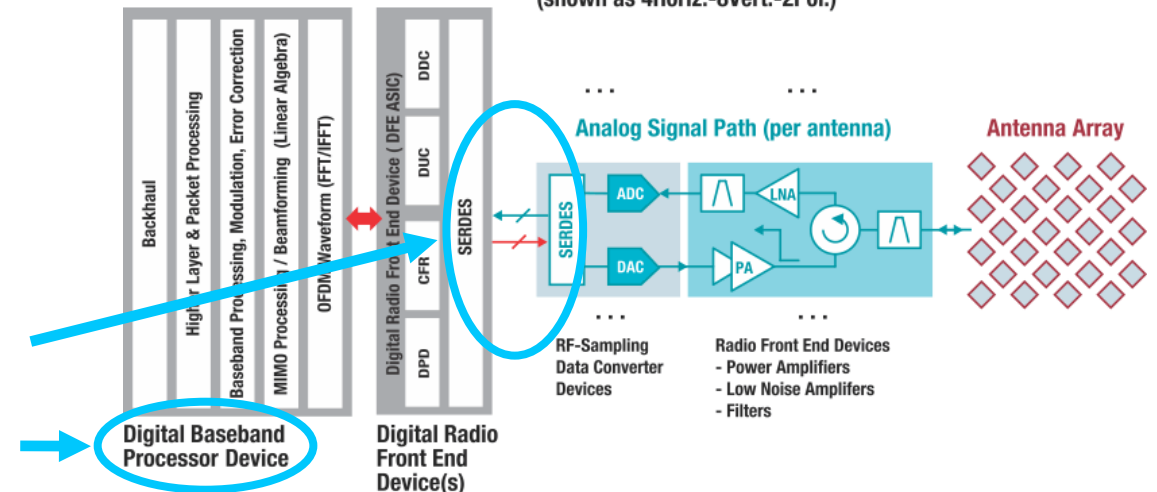 (shown as 4Horiz.-8Vert.-2Pol.)
Backhaul
Higher Layer & Packet Processing
Baseband Processing, Modulation, Error Correction
MIMO Processing / Beamforming (Linear Algebra)
OFDM Waveform (FFT/IFFT)
Digital Baseband
Processor Device
Digital Radio Front End Device ( DFE ASIC)
DDC
DUC
CFR
DPD
SERDES
Digital Radio
Front End
Device(s)
. . .
. . .
Analog Signal Path (per antenna)
SERDES
ADC
LNA
DAC
PA
. . .
. . .
RF-Sampling
Data Converter
Devices
Radio Front End Devices
- Power Amplifiers
- Low Noise Amplifers
- Filters
Antenna Array